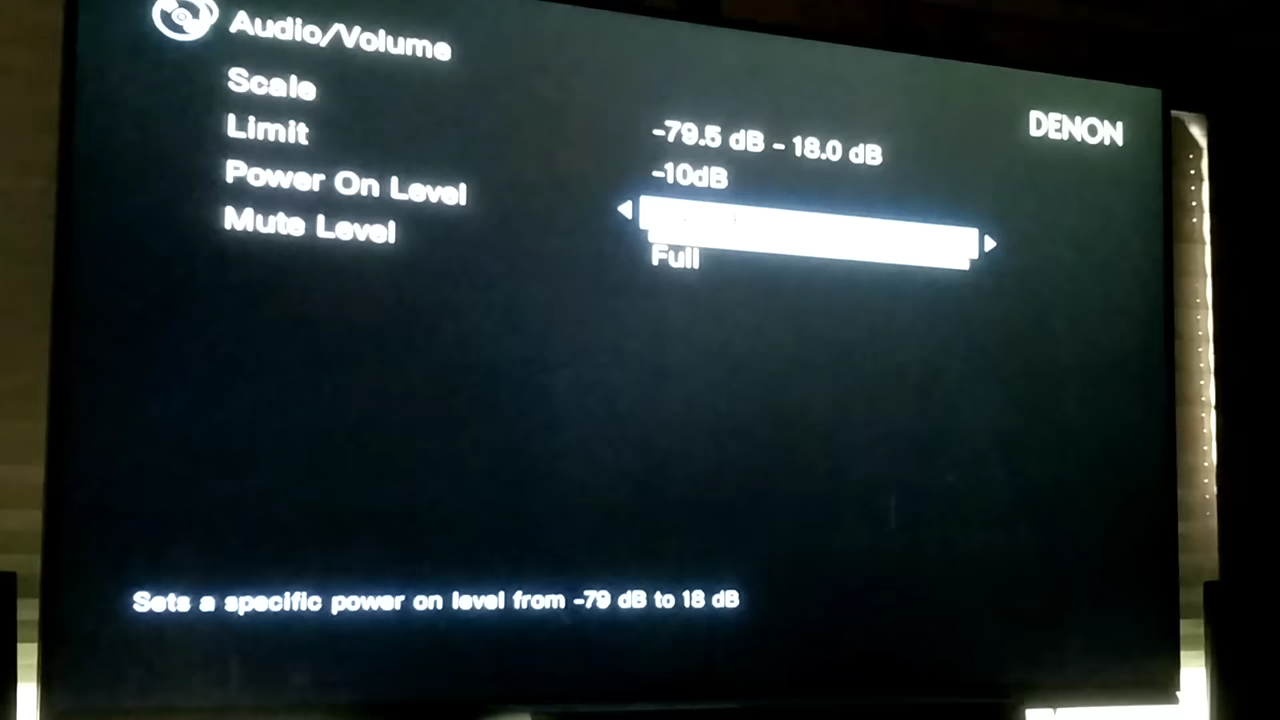 Audio/Volume
Scale
-79.5 dB - 18.0 dB
DENON
Limit
-10dB
Power On Level
Mute Level
Full
Sets a specific power on level from -79 dB to 18 dB